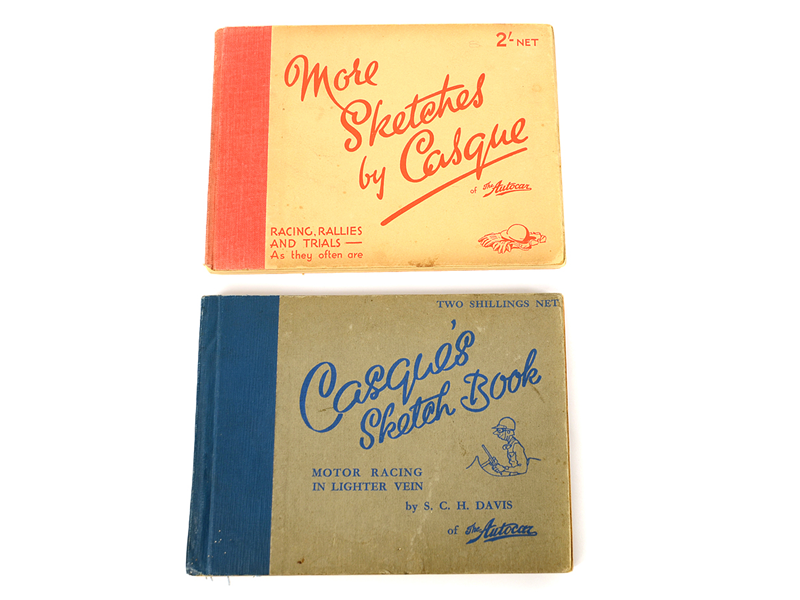 2/- NET
More
Sketches
by Casque
of The Autocar
RACING, RALLIES
AND TRIALS —
As they often are
TWO SHILLINGS NET.
Casque's
Sketch Book
MOTOR RACING
IN LIGHTER VEIN
by S. C. H. DAVIS
of The Autocar